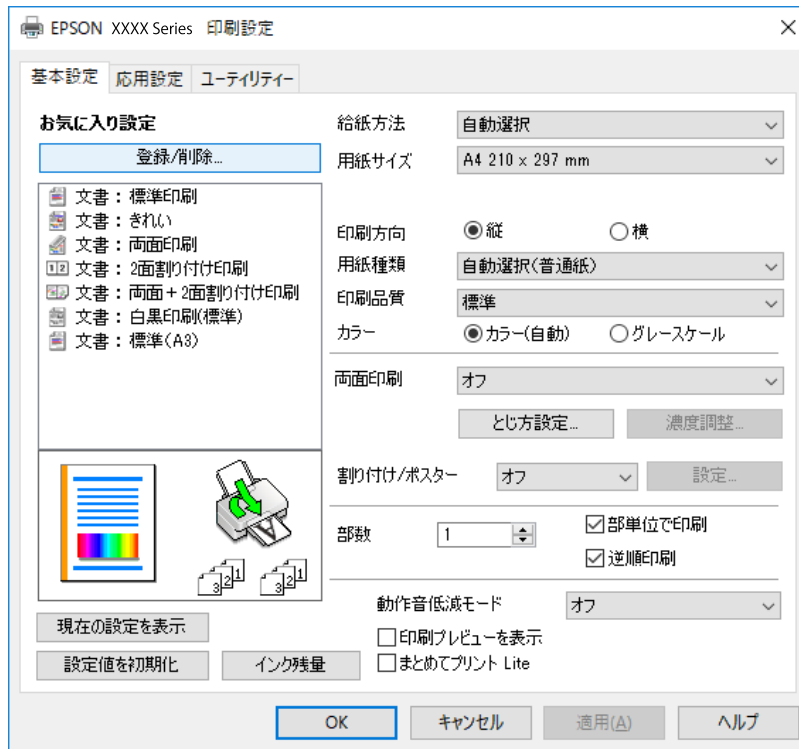 EPSON XXXX Series 印刷設定
基本設定 応用設定 ユーティリティー
お気に入り設定
登録/削除...
文書：標準印刷
文書：きれい
文書：両面印刷
1 2 文書：2面割り付け印刷
文書：両面＋2面割り付け印刷
文書：白黒印刷(標準)
文書：標準(A3)
3 2 1 3 2 1
現在の設定を表示
設定値を初期化 インク残量
給紙方法 自動選択
用紙サイズ A4 210 x 297 mm
印刷方向 縦 横
用紙種類 自動選択(普通紙)
印刷品質 標準
カラー カラー(自動) グレースケール
両面印刷 オフ
とじ方設定... 濃度調整...
割り付け/ポスター オフ 設定...
部数 1 部単位で印刷
逆順印刷
動作音低減モード オフ
印刷プレビューを表示
まとめてプリント Lite
OK キャンセル 適用(A) ヘルプ